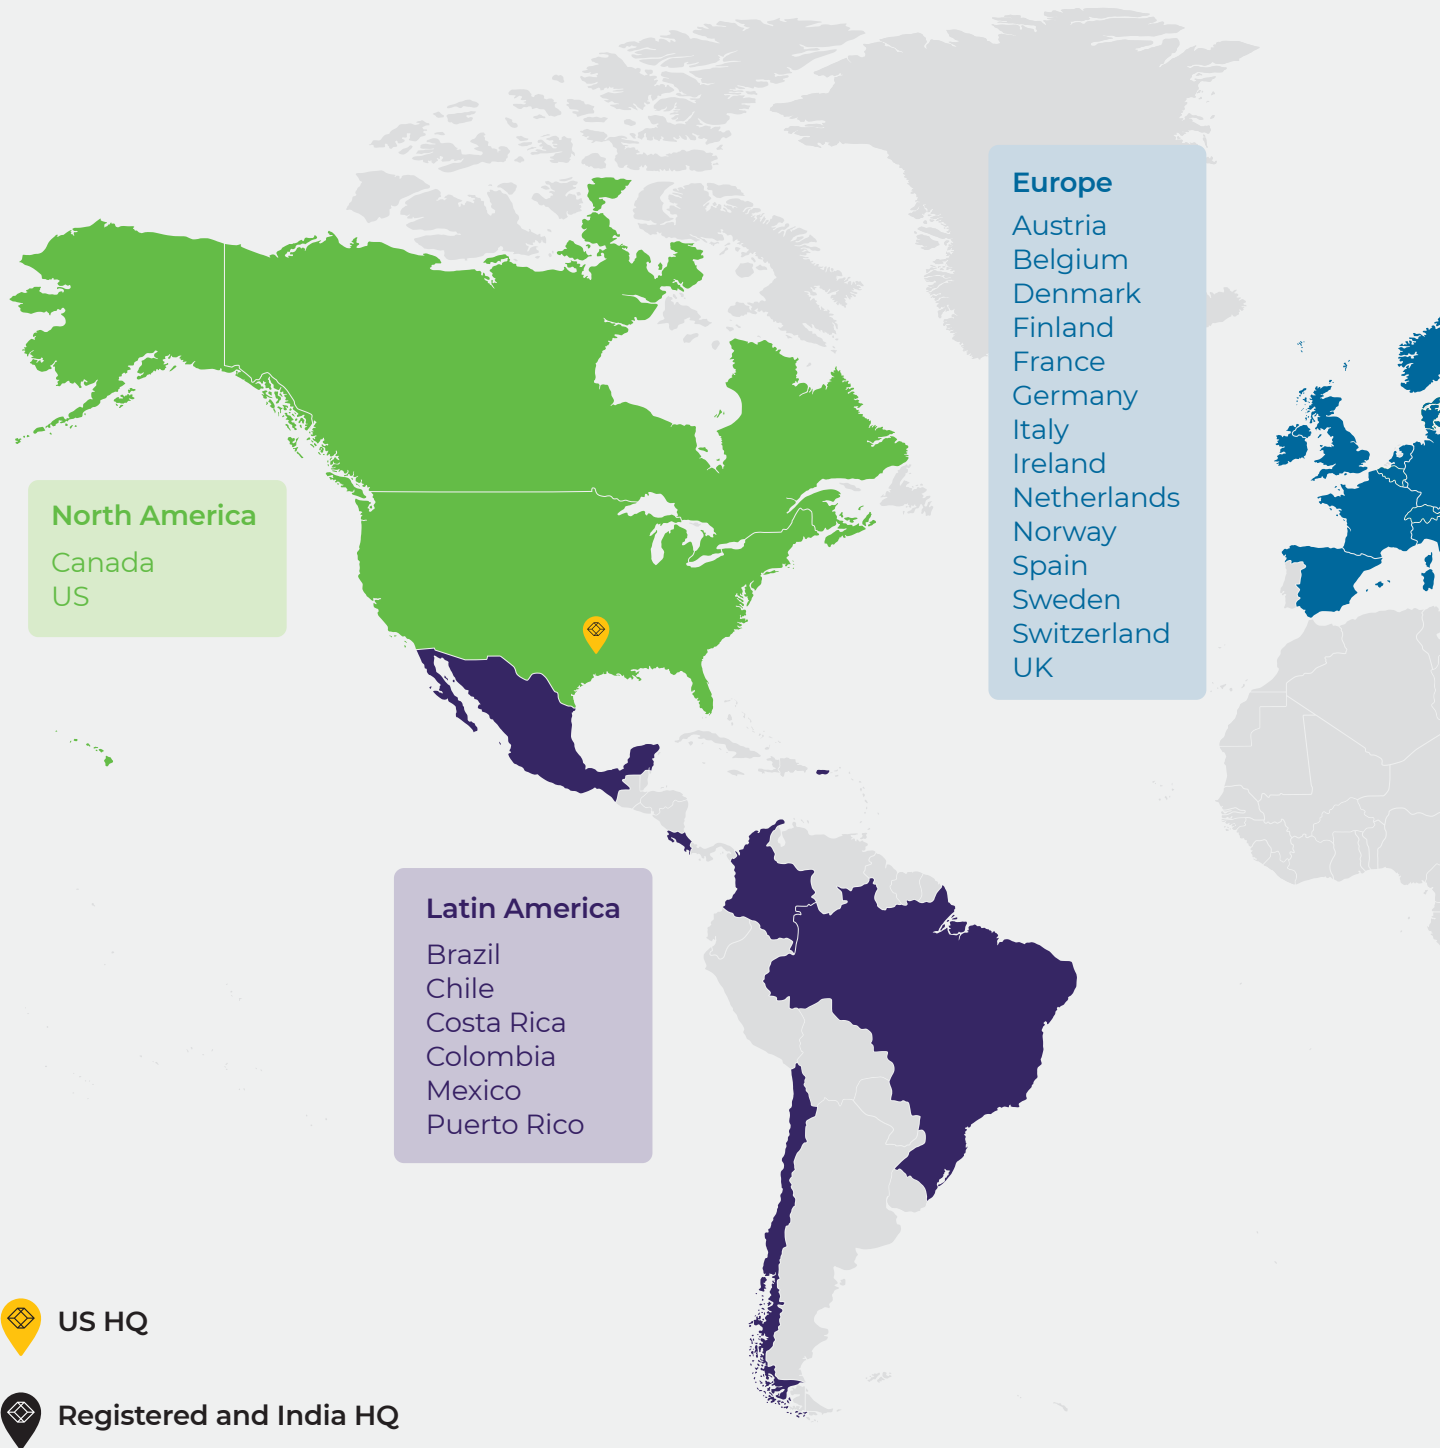 Europe
Austria
Belgium
Denmark
Finland
France
Germany
Italy
Ireland
Netherlands
Norway
Spain
Sweden
Switzerland
UK
North America
Canada
US
Latin America
Brazil
Chile
Costa Rica
Colombia
Mexico
Puerto Rico
US HQ
Registered and India HQ